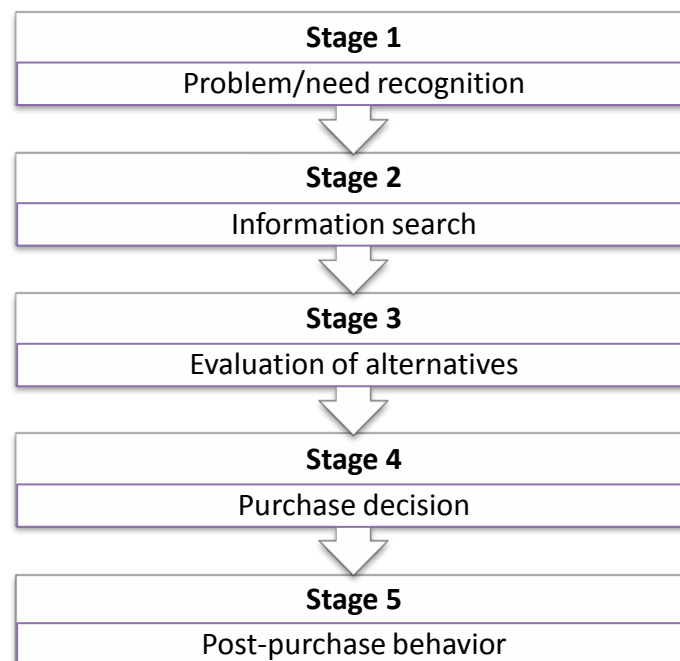 Stage 1
Problem/need recognition
Stage 2
Information search
Stage 3
Evaluation of alternatives
Stage 4
Purchase decision
Stage 5
Post-purchase behavior